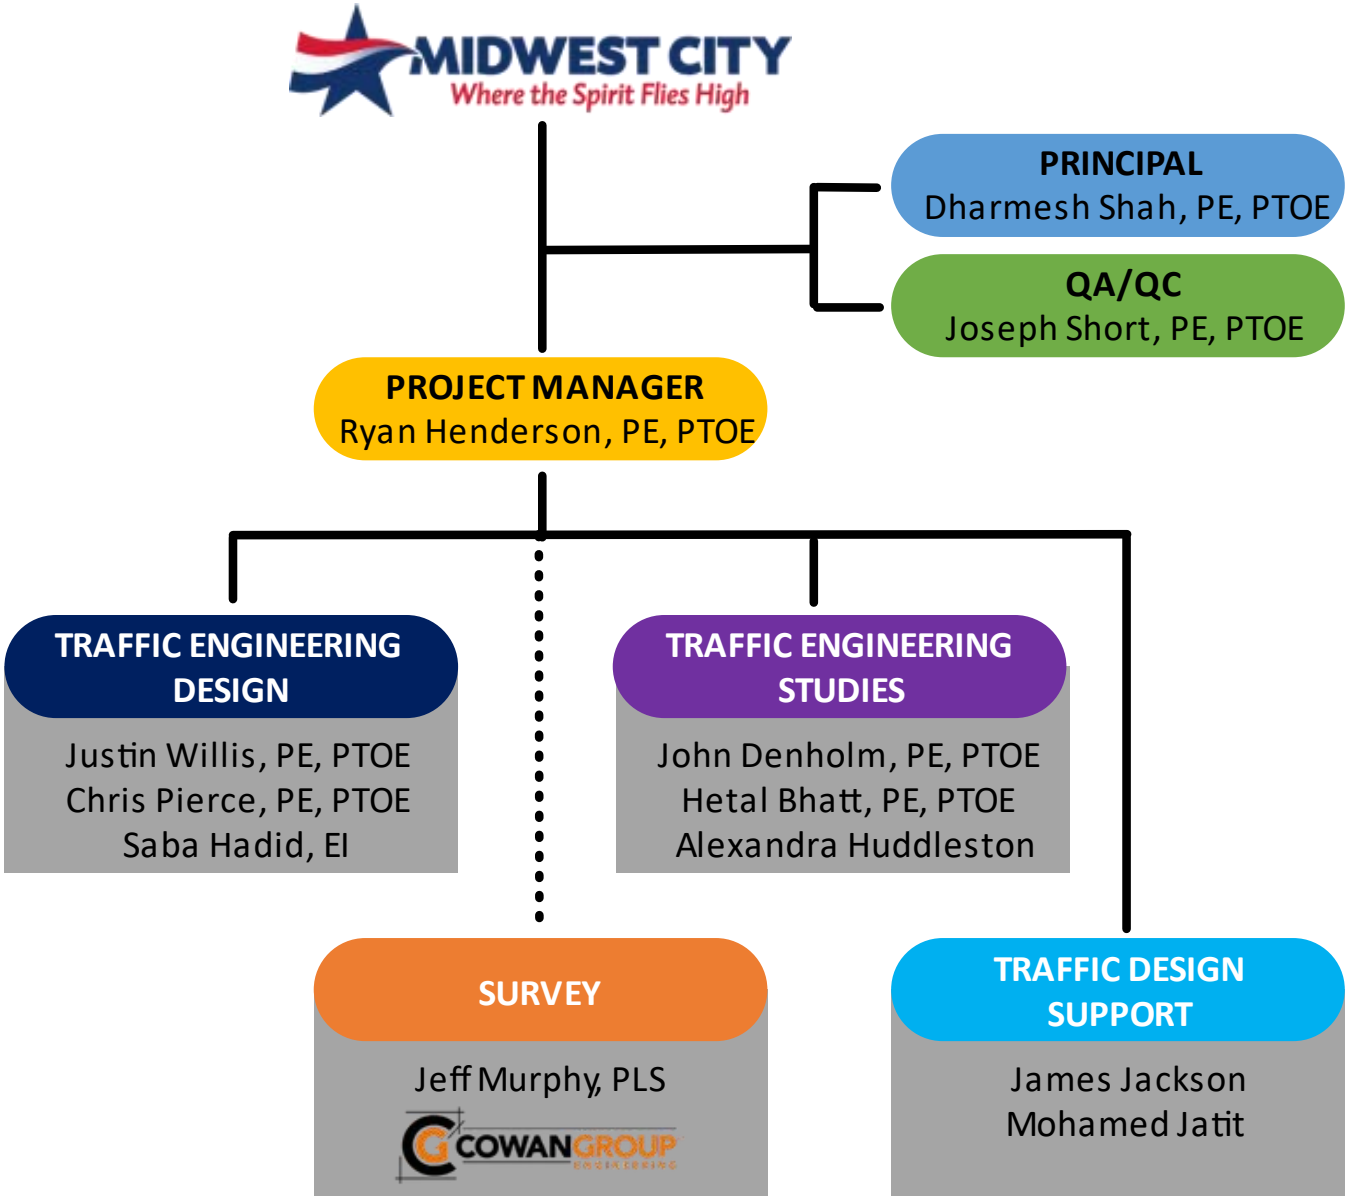 MIDWEST CITY
Where the Spirit Flies High
PRINCIPAL
Dharmesh Shah, PE, PTOE
QA/QC
Joseph Short, PE, PTOE
PROJECT MANAGER
Ryan Henderson, PE, PTOE
TRAFFIC ENGINEERING
DESIGN
Justin Willis, PE, PTOE
Chris Pierce, PE, PTOE
Saba Hadid, EI
TRAFFIC ENGINEERING
STUDIES
John Denholm, PE, PTOE
Hetal Bhatt, PE, PTOE
Alexandra Huddleston
SURVEY
Jeff Murphy, PLS
CG COWANGROUP
ENGINEERING
TRAFFIC DESIGN
SUPPORT
James Jackson
Mohamed Jatit